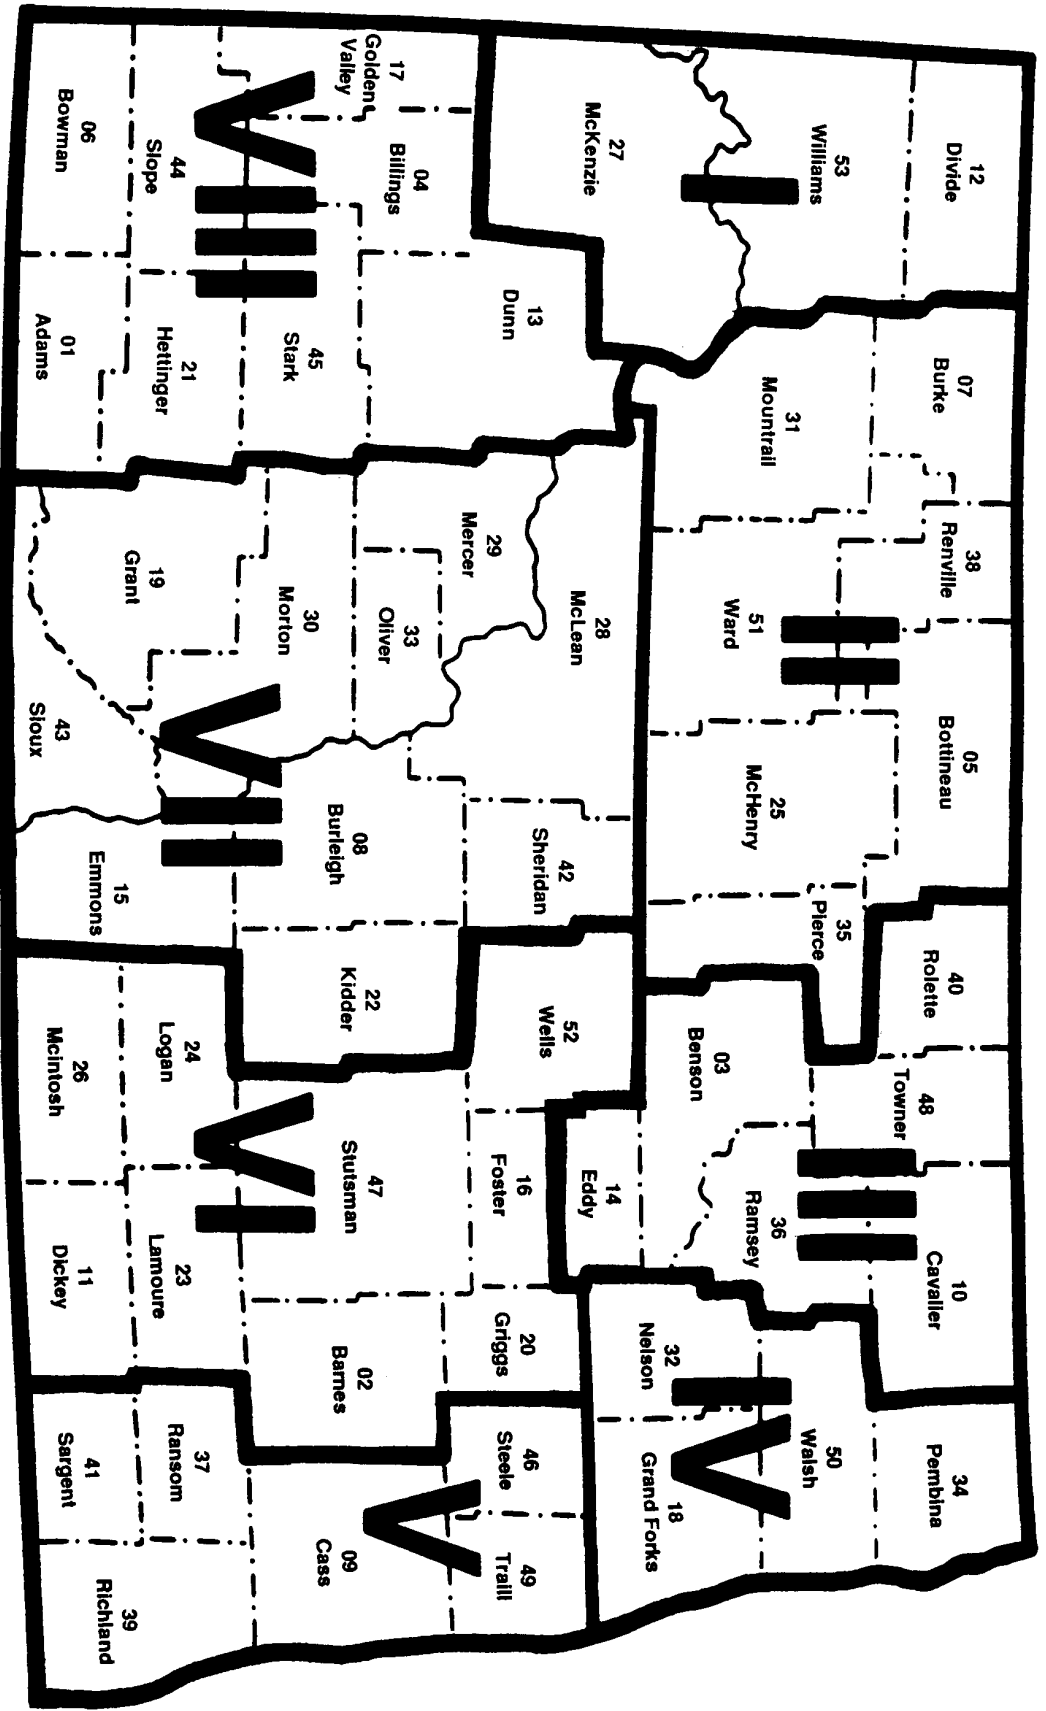 12
Divide
53
Williams
I
27
McKenzie
07
Burke
31
Mountrail
38
Renville
51
Ward
II
05
Bottineau
25
McHenry
35
Pierce
40
Rolette
48
Towner
03
Benson
III
36
Ramsey
10
Cavalier
14
Eddy
34
Pembina
50
Walsh
32
Nelson
IV
18
Grand Forks
17
Golden
Valley
04
Billings
13
Dunn
VIII
44
Slope
45
Stark
06
Bowman
21
Hettinger
01
Adams
28
McLean
29
Mercer
33
Oliver
30
Morton
19
Grant
43
Sioux
VII
08
Burleigh
42
Sheridan
15
Emmons
22
Kidder
52
Wells
16
Foster
20
Griggs
47
Stutsman
VI
02
Barnes
24
Logan
26
Mcintosh
23
Lamoure
11
Dickey
46
Steele
49
Traill
V
09
Cass
37
Ransom
41
Sargent
39
Richland